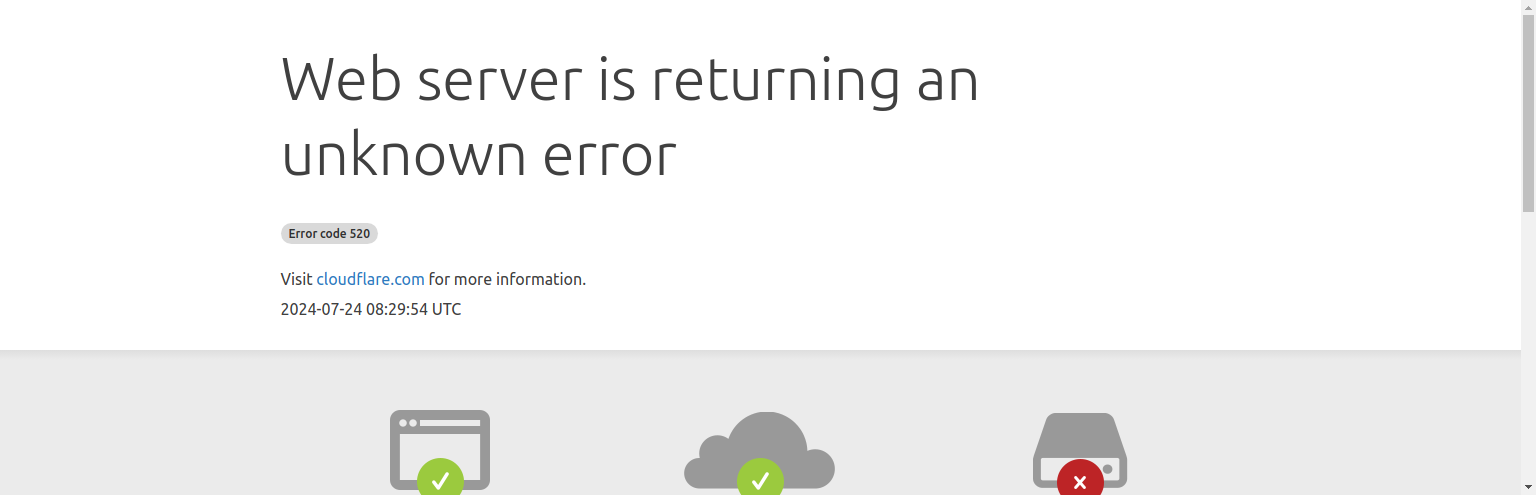 Web server is returning an
unknown error
Error code 520
Visit cloudflare.com for more information.
2024-07-24 08:29:54 UTC